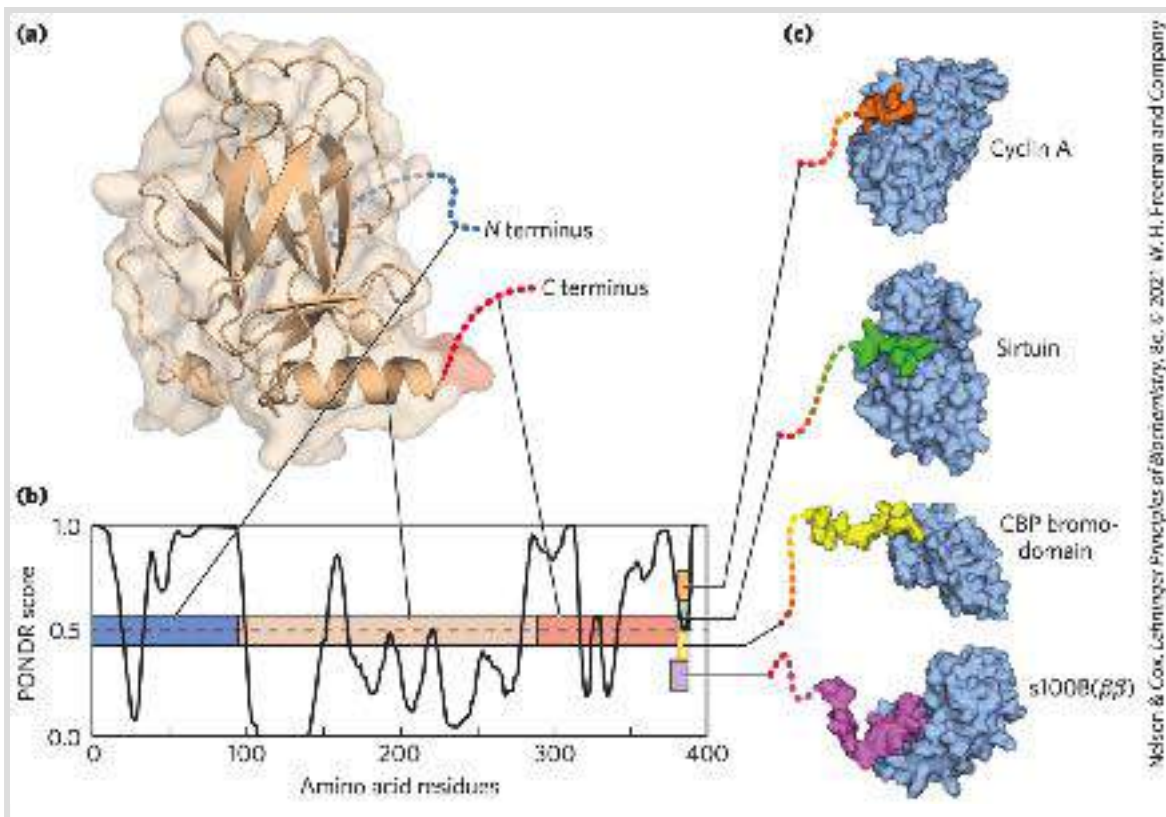 (a)
N terminus
C terminus
(b)
1.0
0.5
0.0
PONDR score
0
100
200
300
400
Amino acid residues
(c)
Cyclin A
Sirtuin
CBP bromo-
domain
s100B(ββ)
Nelson & Cox, Lehninger Principles of Biochemistry, 8e, © 2021 W. H. Freeman and Company